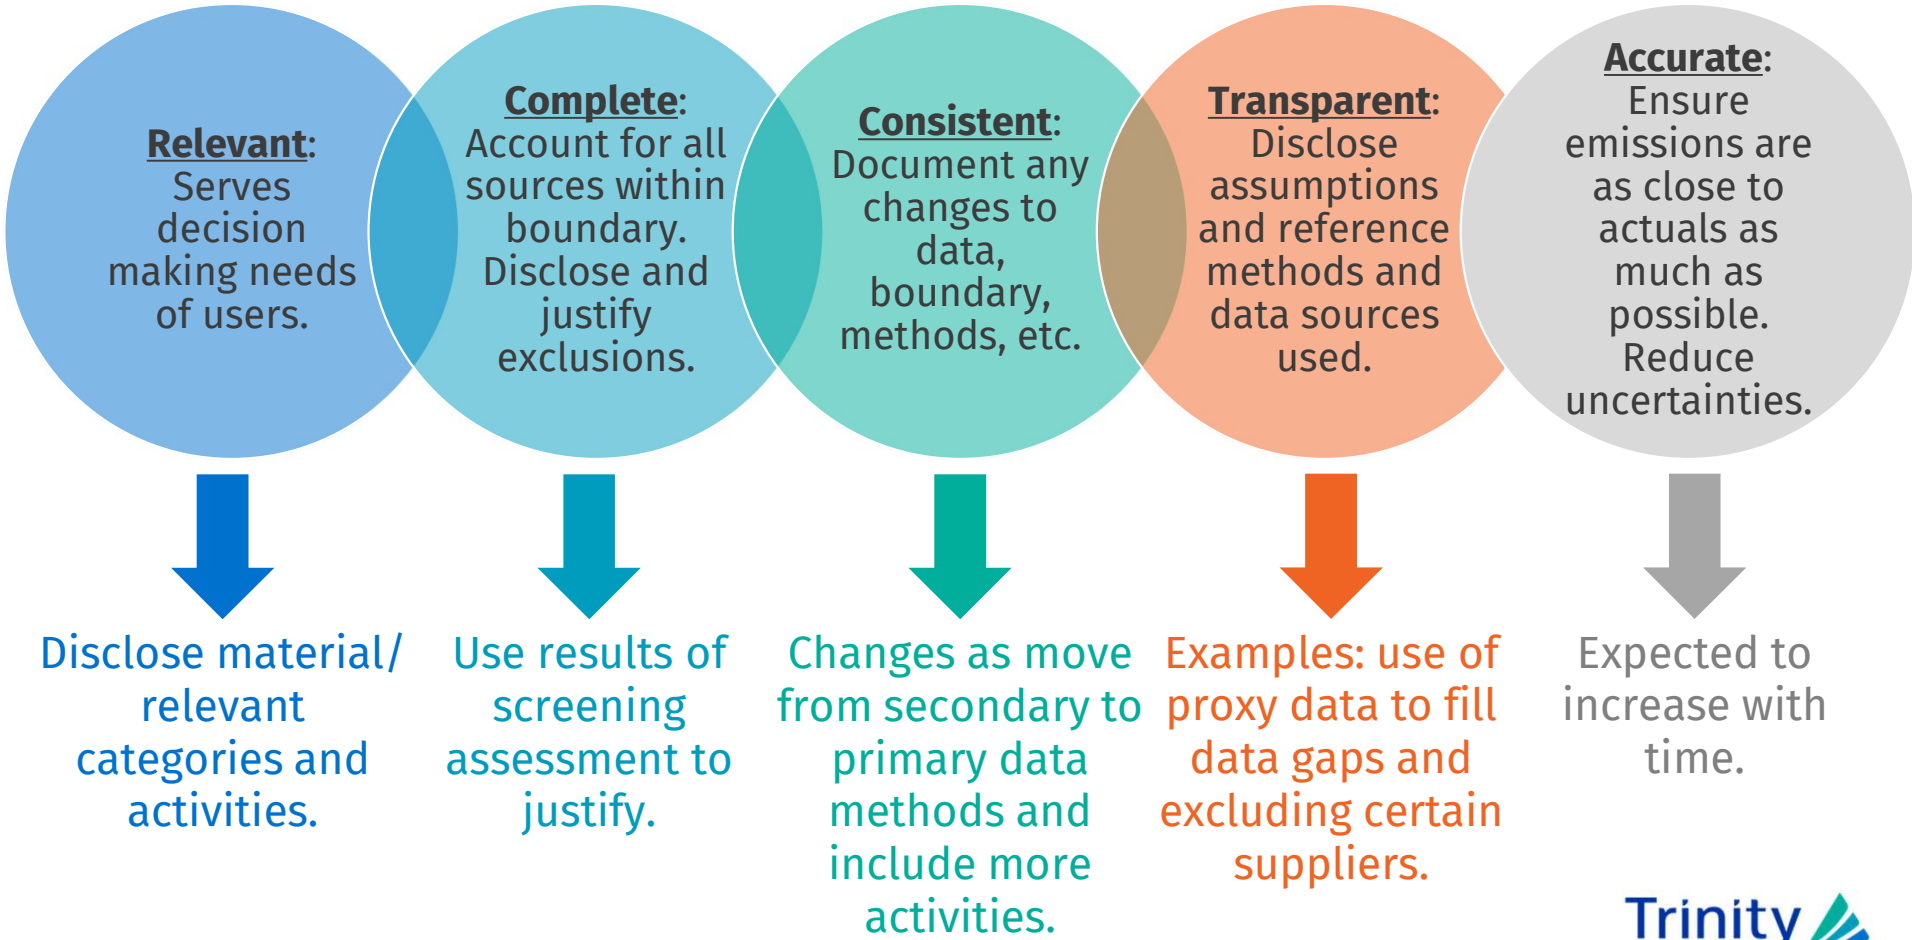 Relevant:
Serves
decision
making needs
of users.
Complete:
Account for all
sources within
boundary.
Disclose and
justify
exclusions.
Consistent:
Document any
changes to
data,
boundary,
methods, etc.
Transparent:
Disclose
assumptions
and reference
methods and
data sources
used.
Accurate:
Ensure
emissions are
as close to
actuals as
much as
possible.
Reduce
uncertainties.
Disclose material/
relevant
categories and
activities.
Use results of
screening
assessment to
justify.
Changes as move
from secondary to
primary data
methods and
include more
activities.
Examples: use of
proxy data to fill
data gaps and
excluding certain
suppliers.
Expected to
increase with
time.
Trinity